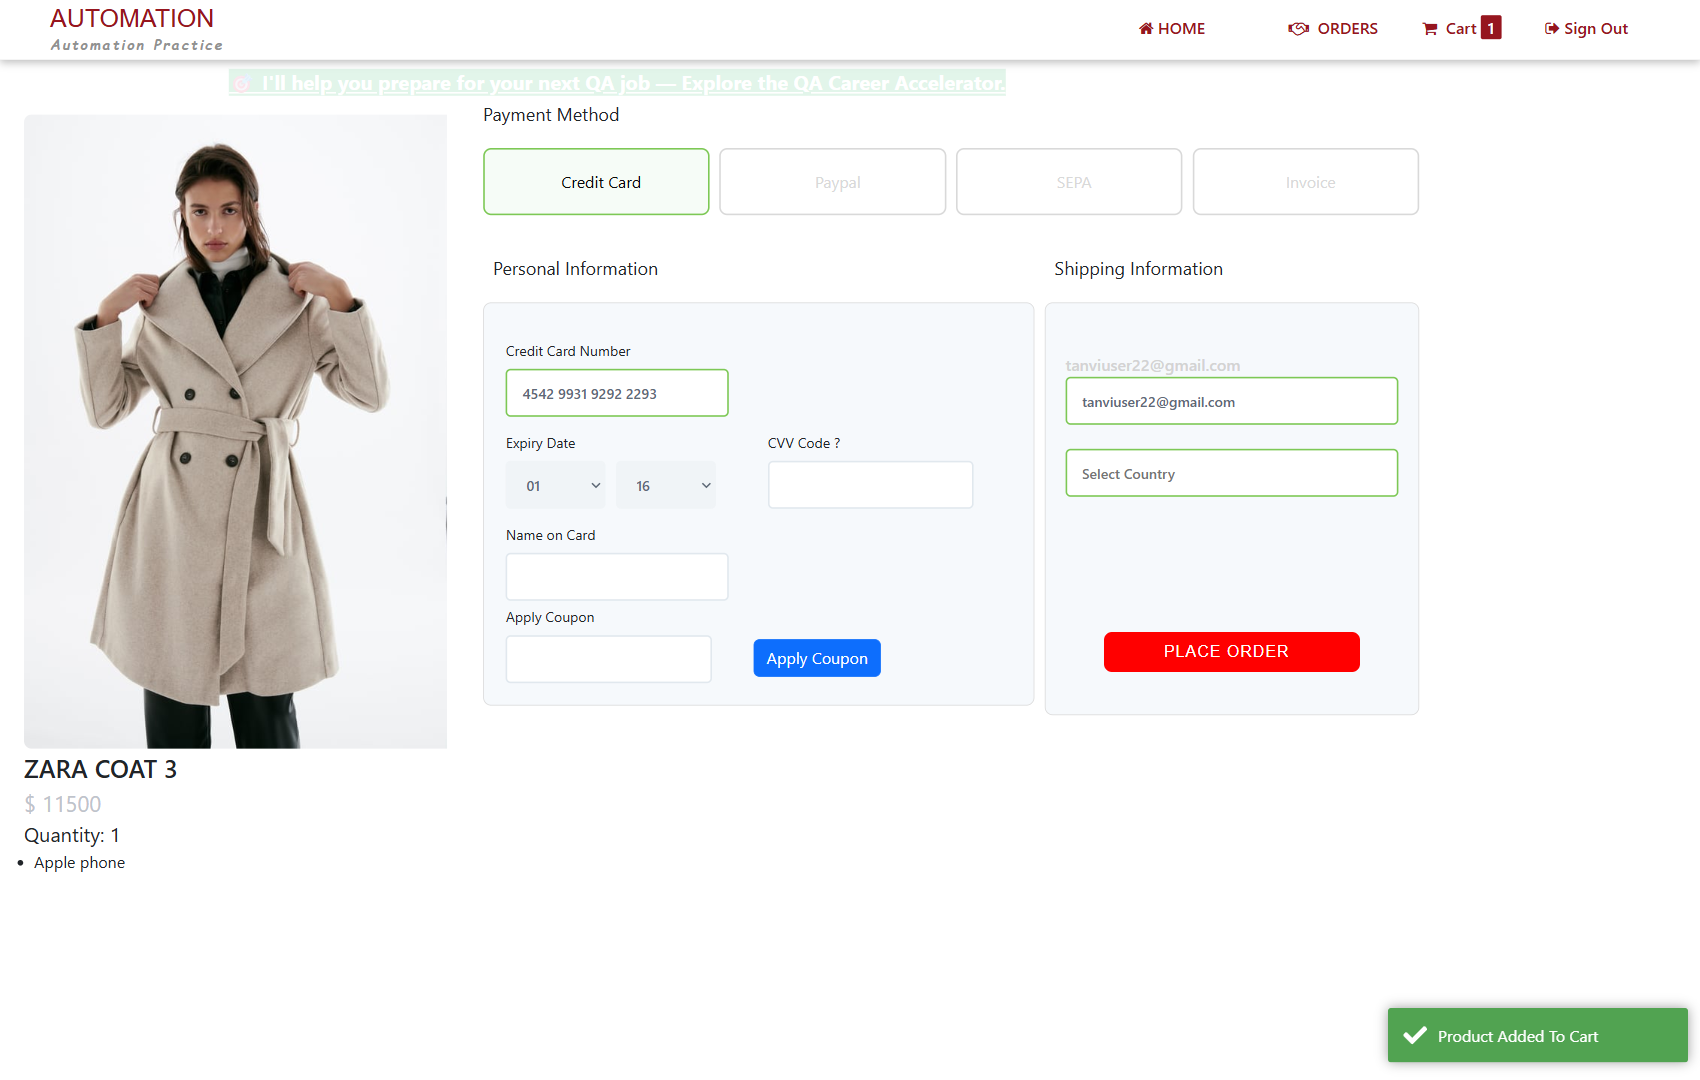 AUTOMATION
Automation Practice
HOME
ORDERS
Cart 1
Sign Out
🎯 I'll help you prepare for your next QA job — Explore the QA Career Accelerator.
Payment Method
Credit Card
Paypal
SEPA
Invoice
Personal Information
Shipping Information
Credit Card Number
4542 9931 9292 2293
Expiry Date
CVV Code ?
01
16
Name on Card
Apply Coupon
Apply Coupon
tanviuser22@gmail.com
tanviuser22@gmail.com
Select Country
PLACE ORDER
ZARA COAT 3
$ 11500
Quantity: 1
• Apple phone
Product Added To Cart